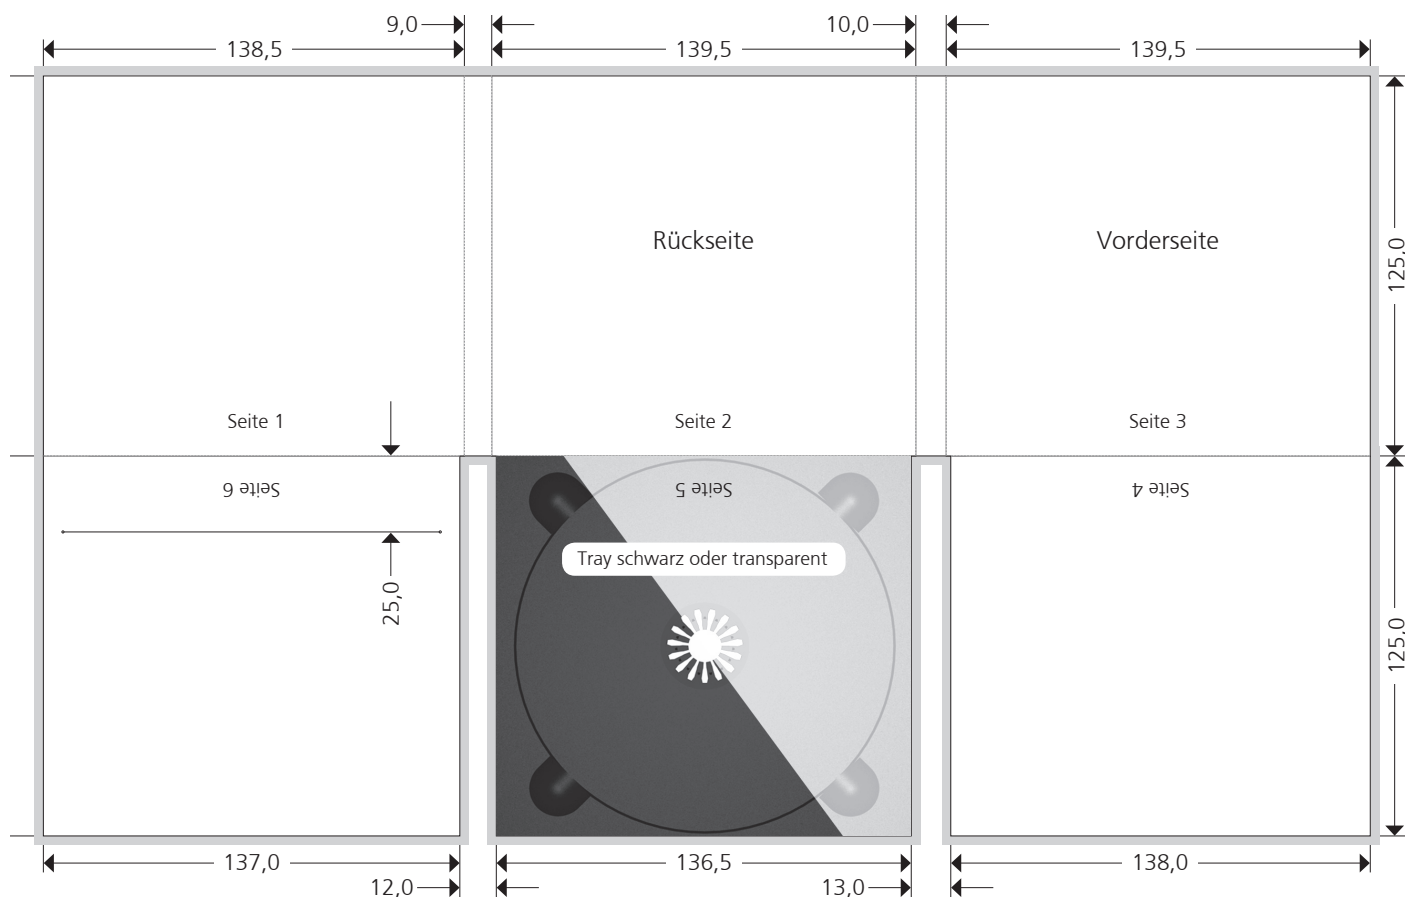 9,0
10,0
138,5
139,5
139,5
Rückseite
Vorderseite
125,0
Seite 1
Seite 2
Seite 3
Seite 6
Seite 5
Seite 4
Tray schwarz oder transparent
25,0
125,0
137,0
136,5
138,0
12,0
13,0